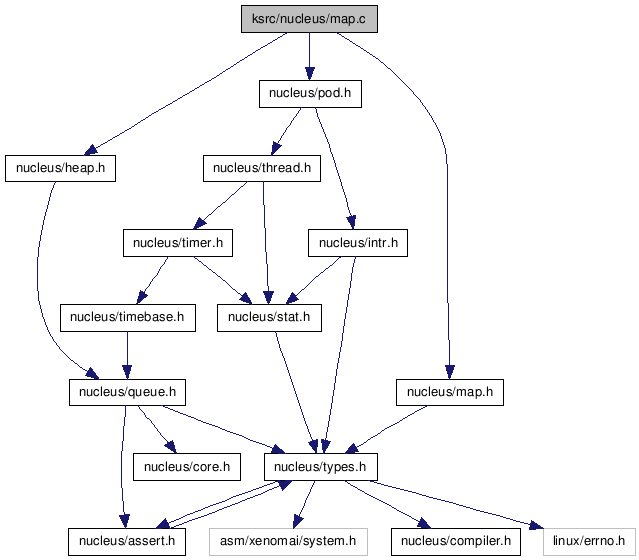 ksrc/nucleus/map.c
nucleus/pod.h
nucleus/heap.h
nucleus/thread.h
nucleus/timer.h
nucleus/intr.h
nucleus/timebase.h
nucleus/stat.h
nucleus/queue.h
nucleus/map.h
nucleus/core.h
nucleus/types.h
nucleus/assert.h
asm/xenomai/system.h
nucleus/compiler.h
linux/errno.h